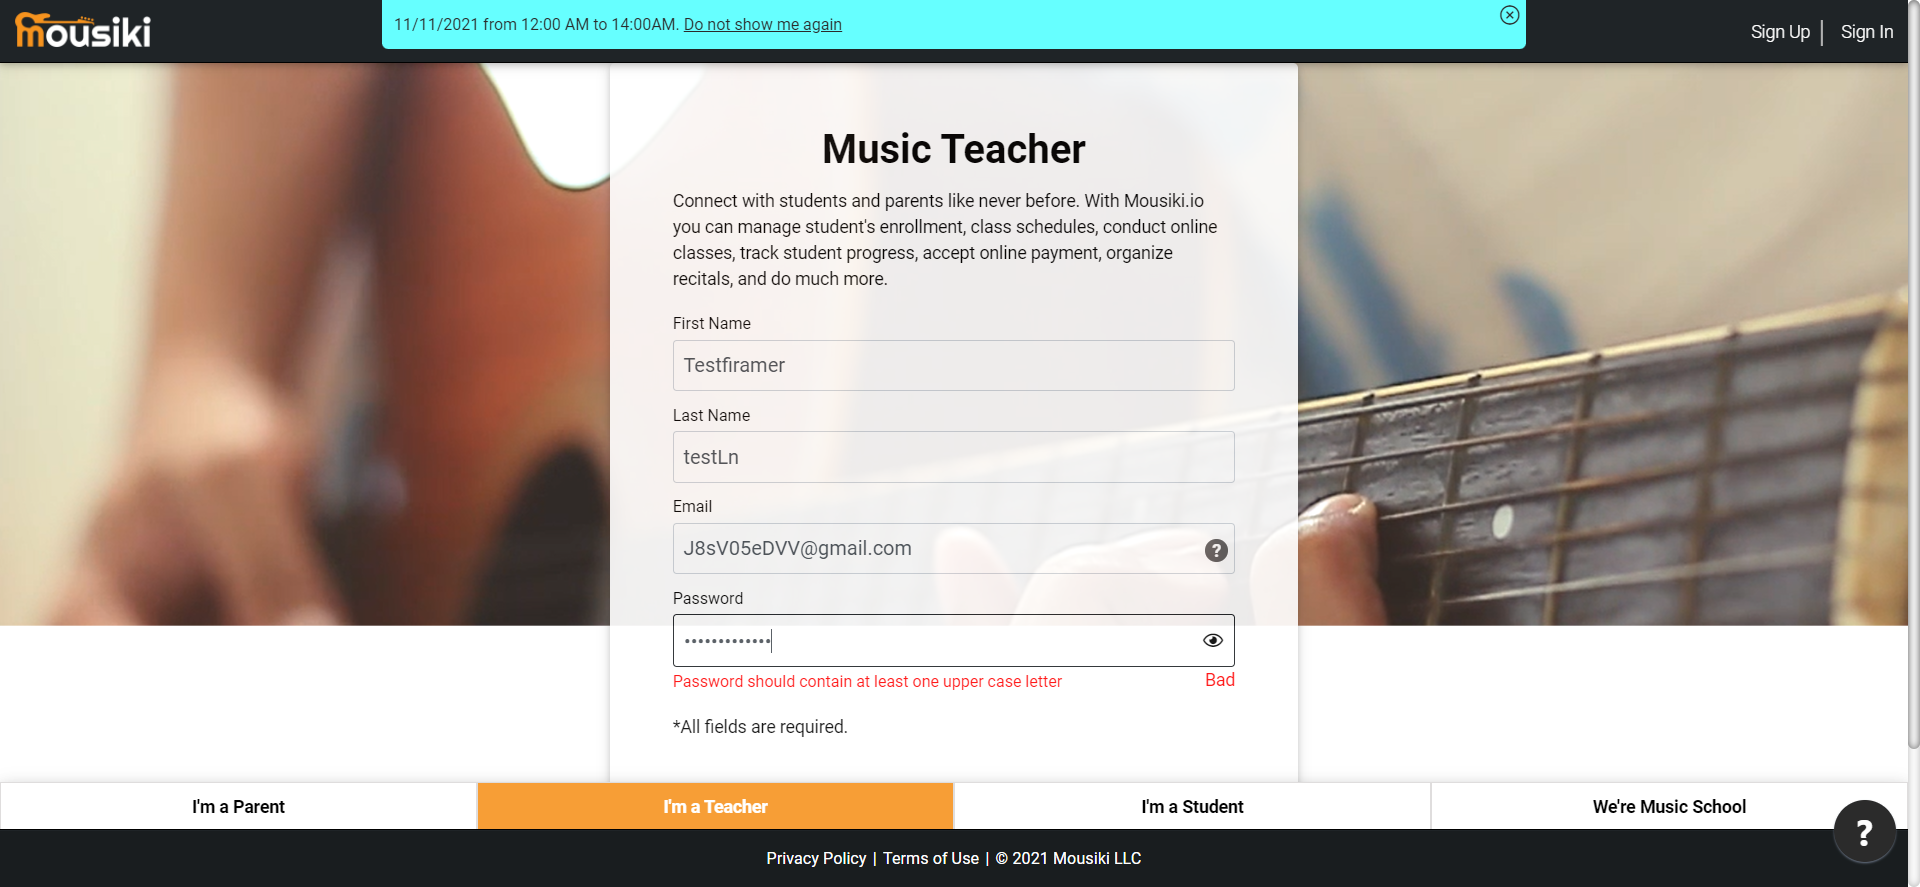 mousiki
11/11/2021 from 12:00 AM to 14:00AM. Do not show me again
Sign Up | Sign In
Music Teacher
Connect with students and parents like never before. With Mousiki.io
you can manage student's enrollment, class schedules, conduct online
classes, track student progress, accept online payment, organize
recitals, and do much more.
First Name
Testfiramer
Last Name
testLn
Email
J8sV05eDVV@gmail.com
?
Password
•••••••••••••
Password should contain at least one upper case letter
Bad
*All fields are required.
I'm a Parent
I'm a Teacher
I'm a Student
We're Music School
?
Privacy Policy | Terms of Use | © 2021 Mousiki LLC